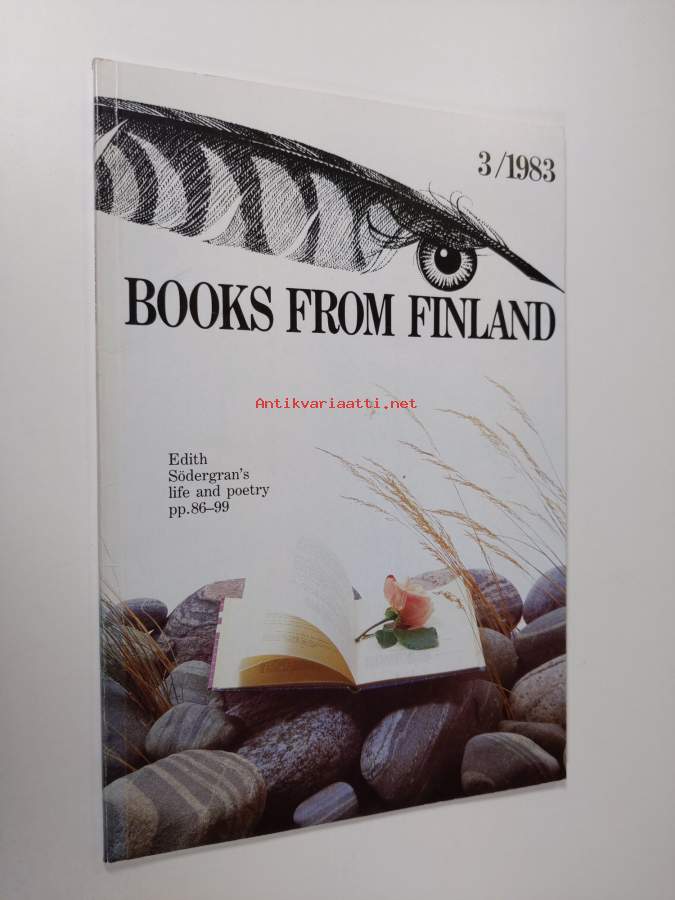 3/1983
BOOKS FROM FINLAND
Antikvariaatti.net
Edith
Södergran's
life and poetry
pp.86–99